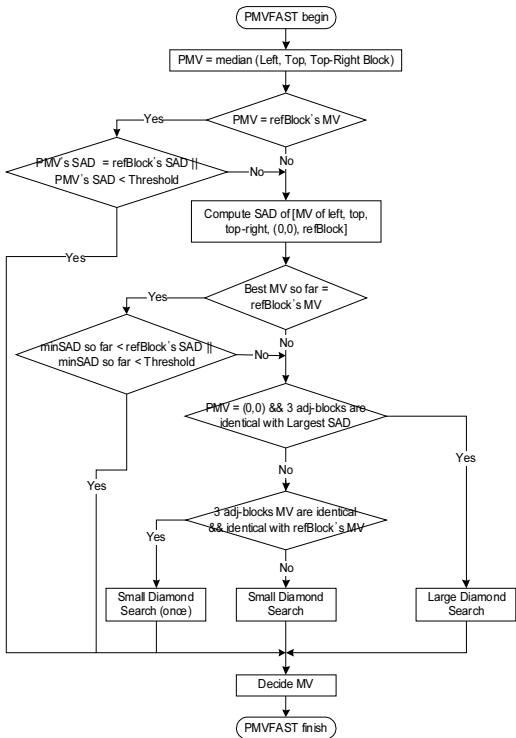 PMVFAST begin
PMV = median (Left, Top, Top-Right Block)
Yes
PMV = refBlock's MV
No
PMV's SAD = refBlock's SAD ||
PMV's SAD < Threshold
No
Compute SAD of [MV of left, top,
top-right, (0,0), refBlock]
Yes
Yes
Best MV so far =
refBlock's MV
No
minSAD so far < refBlock's SAD ||
minSAD so far < Threshold
No
PMV = (0,0) && 3 adj-blocks are
identical with Largest SAD
Yes
No
Yes
3 adj-blocks MV are identical
&& identical with refBlock's MV
Yes
No
Small Diamond
Search (once)
Small Diamond
Search
Large Diamond
Search
Decide MV
PMVFAST finish